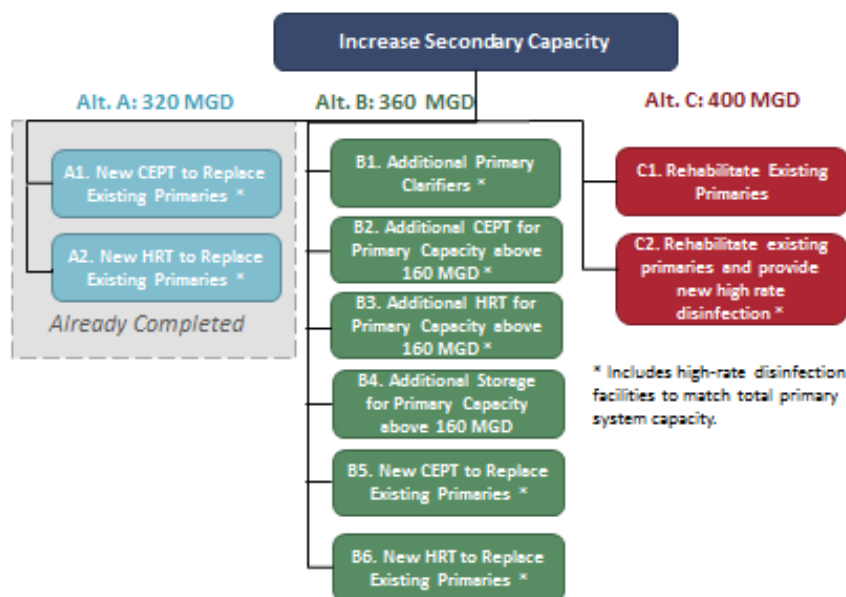 Increase Secondary Capacity
Alt. A: 320 MGD
Alt. B: 360 MGD
Alt. C: 400 MGD
A1. New CEPT to Replace
Existing Primaries *
A2. New HRT to Replace
Existing Primaries *
Already Completed
B1. Additional Primary
Clarifiers *
B2. Additional CEPT for
Primary Capacity above
160 MGD *
B3. Additional HRT for
Primary Capacity above
160 MGD *
B4. Additional Storage
for Primary Capacity
above 160 MGD
B5. New CEPT to Replace
Existing Primaries *
B6. New HRT to Replace
Existing Primaries *
C1. Rehabilitate Existing
Primaries
C2. Rehabilitate existing
primaries and provide
new high rate
disinfection *
* Includes high-rate disinfection
facilities to match total primary
system capacity.